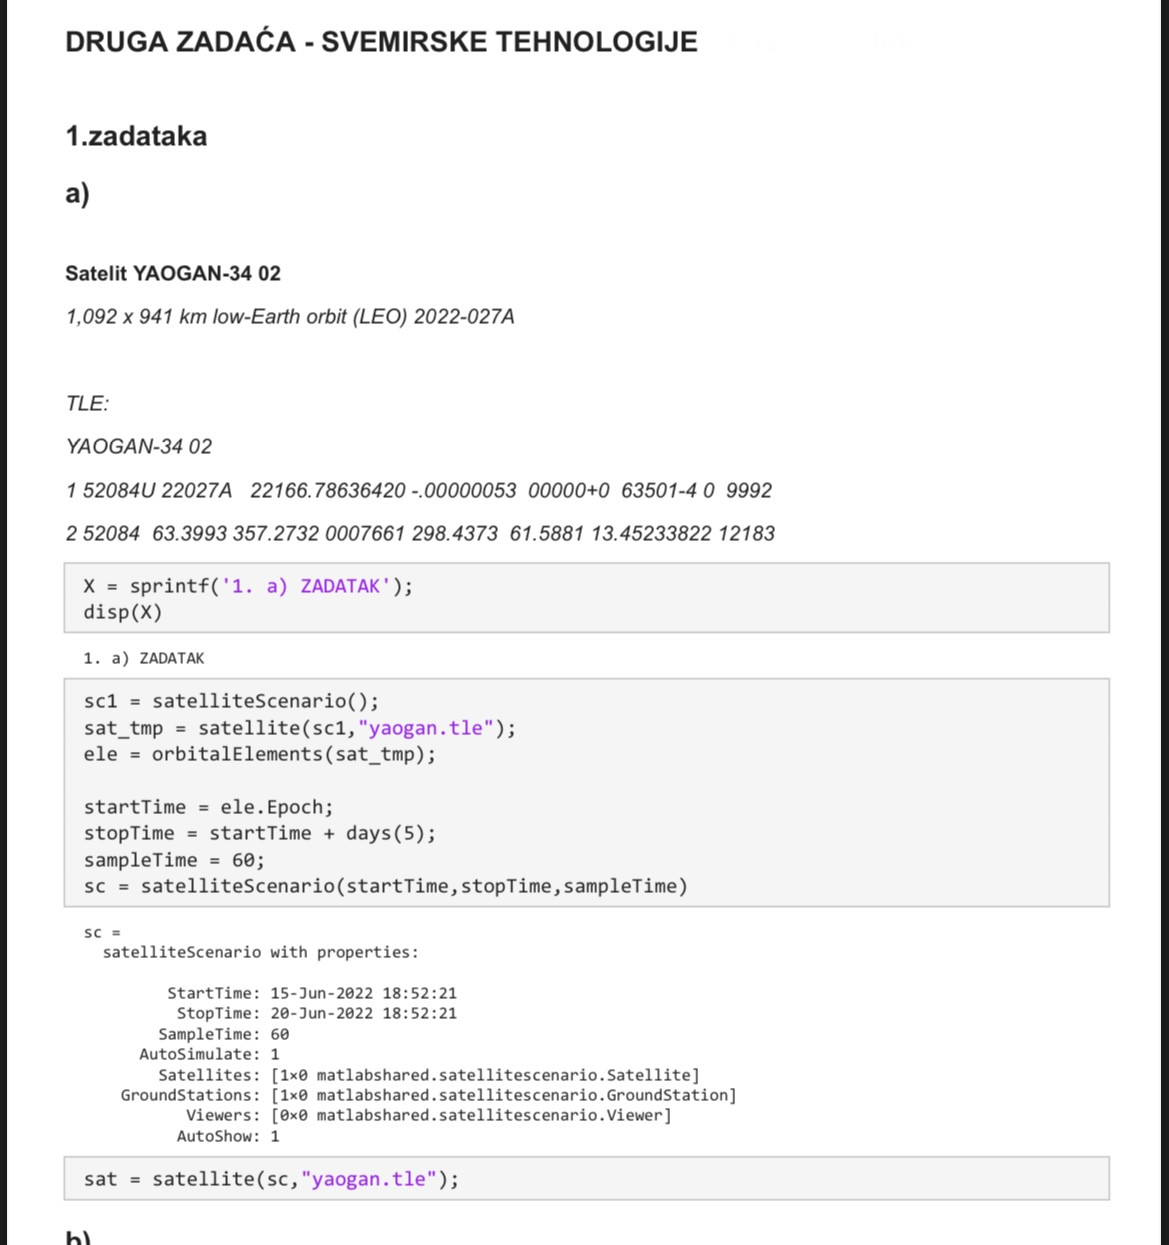 DRUGA ZADAĆA - SVEMIRSKE TEHNOLOGIJE
1.zadataka
a)
Satelit YAOGAN-34 02
1,092 x 941 km low-Earth orbit (LEO) 2022-027A
TLE:
YAOGAN-34 02
1 52084U 22027A   22166.78636420 -.00000053  00000+0  63501-4 0  9992
2 52084  63.3993 357.2732 0007661 298.4373  61.5881 13.45233822 12183
X = sprintf('1. a) ZADATAK');
disp(X)
1. a) ZADATAK
sc1 = satelliteScenario();
sat_tmp = satellite(sc1,"yaogan.tle");
ele = orbitalElements(sat_tmp);
startTime = ele.Epoch;
stopTime = startTime + days(5);
sampleTime = 60;
sc = satelliteScenario(startTime,stopTime,sampleTime)
sc =
satelliteScenario with properties:
StartTime: 15-Jun-2022 18:52:21
StopTime: 20-Jun-2022 18:52:21
SampleTime: 60
AutoSimulate: 1
Satellites: [1×0 matlabshared.satellitescenario.Satellite]
GroundStations: [1×0 matlabshared.satellitescenario.GroundStation]
Viewers: [0×0 matlabshared.satellitescenario.Viewer]
AutoShow: 1
sat = satellite(sc,"yaogan.tle");
b)